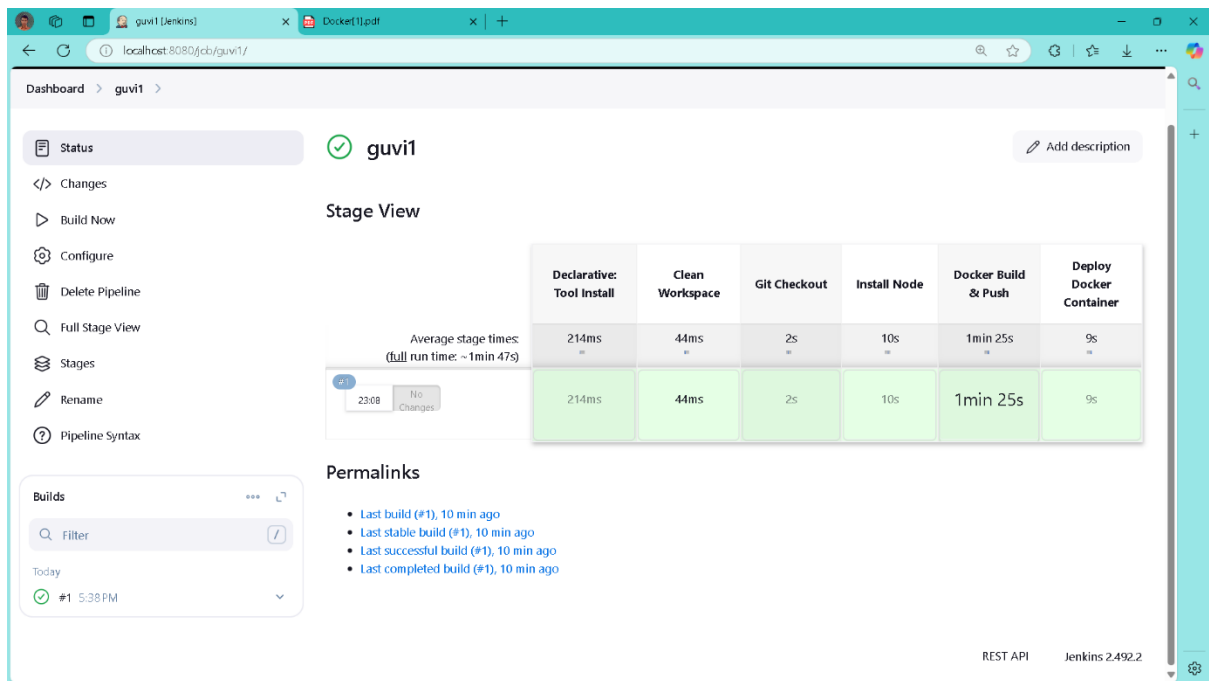 guvi1 [Jenkins]
Docker[1].pdf
localhost:8080/job/guvi1/
Dashboard > guvi1 >
Status
Changes
Build Now
Configure
Delete Pipeline
Full Stage View
Stages
Rename
Pipeline Syntax
Builds
Filter
/
Today
#1 5:38 PM
guvi1
Add description
Stage View
Declarative: Tool Install
Clean Workspace
Git Checkout
Install Node
Docker Build & Push
Deploy Docker Container
Average stage times:
(full run time: ~1min 47s)
214ms
44ms
2s
10s
1min 25s
9s
#1
23:08
No Changes
214ms
44ms
2s
10s
1min 25s
9s
Permalinks
Last build (#1), 10 min ago
Last stable build (#1), 10 min ago
Last successful build (#1), 10 min ago
Last completed build (#1), 10 min ago
REST API
Jenkins 2.492.2